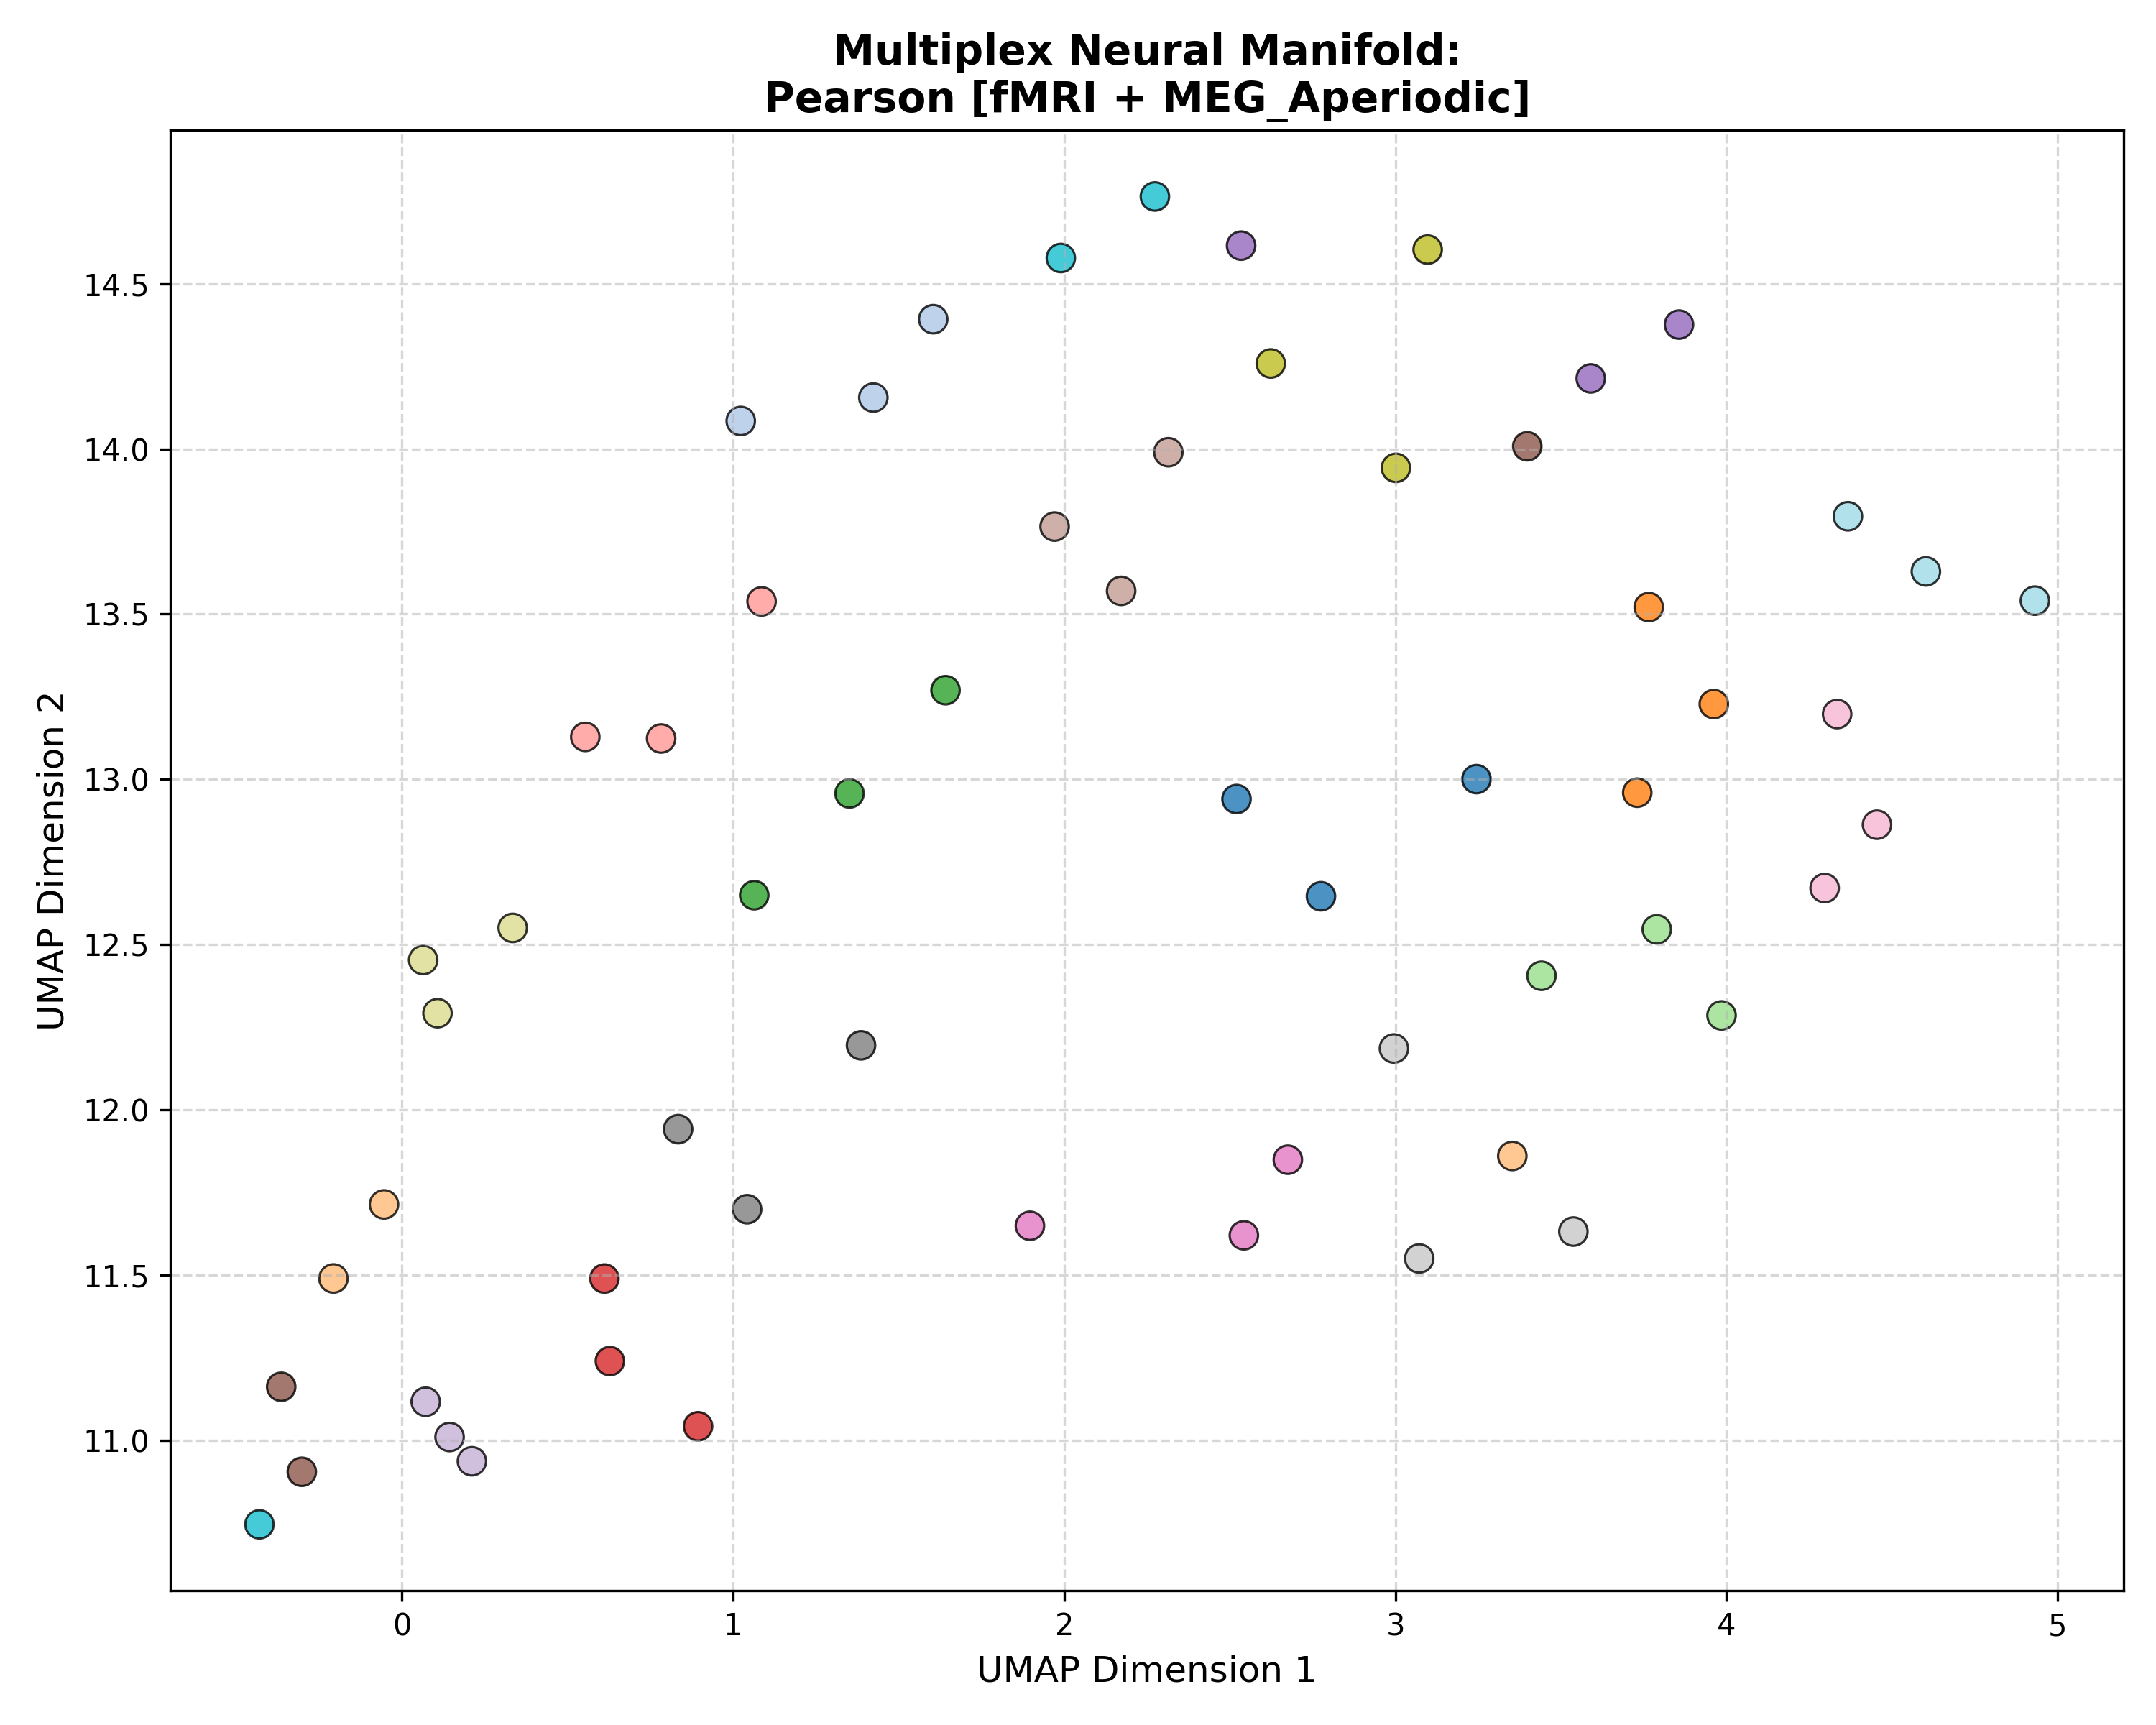 Multiplex Neural Manifold:
Pearson [fMRI + MEG_Aperiodic]
UMAP Dimension 2
14.5
14.0
13.5
13.0
12.5
12.0
11.5
11.0
0 1 2 3 4 5
UMAP Dimension 1